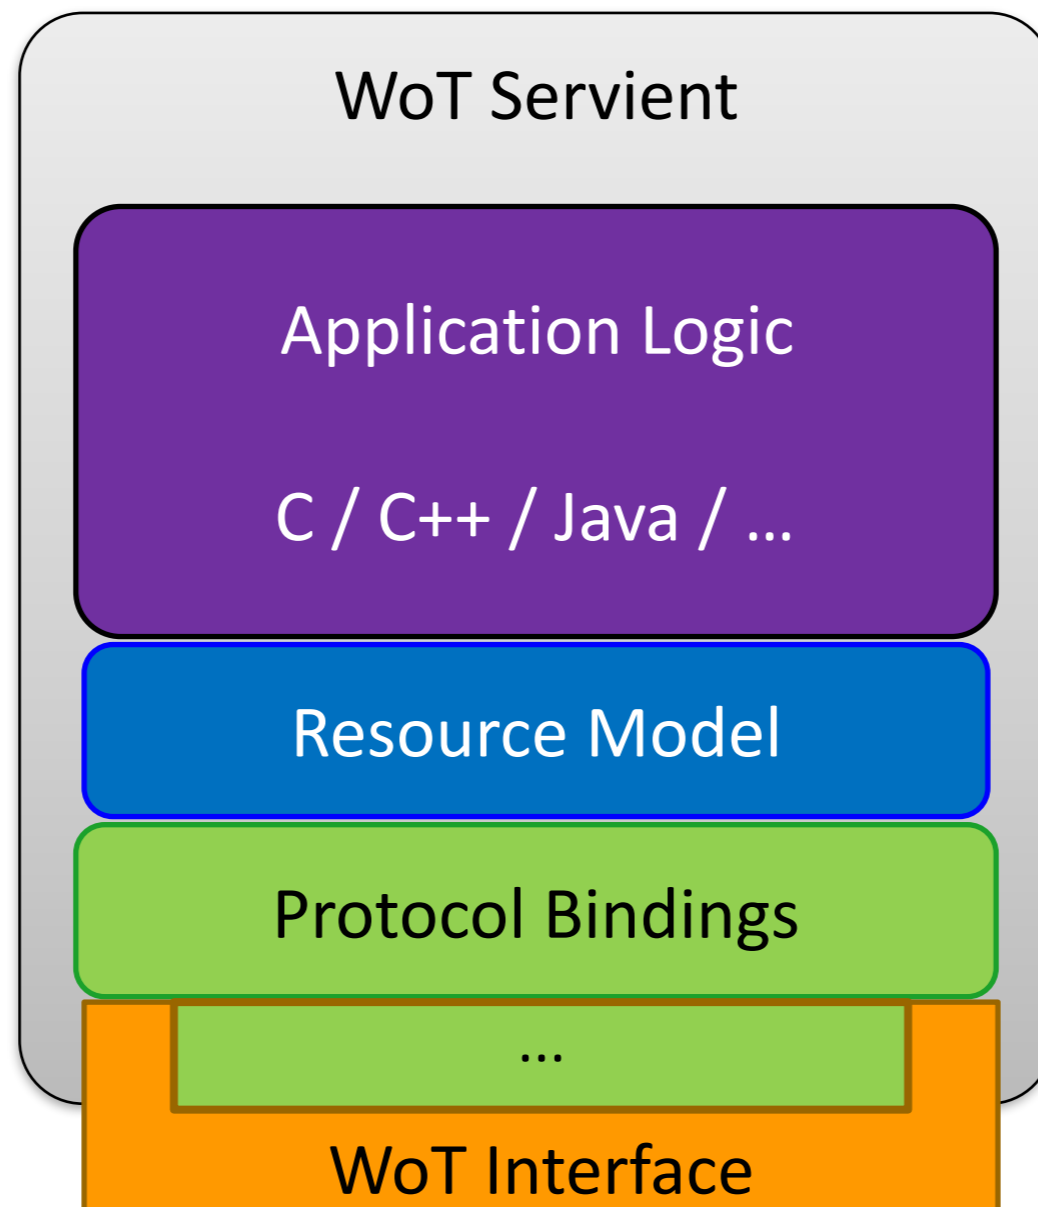 WoT Servient
Application Logic
C / C++ / Java / ...
Resource Model
Protocol Bindings
...
WoT Interface